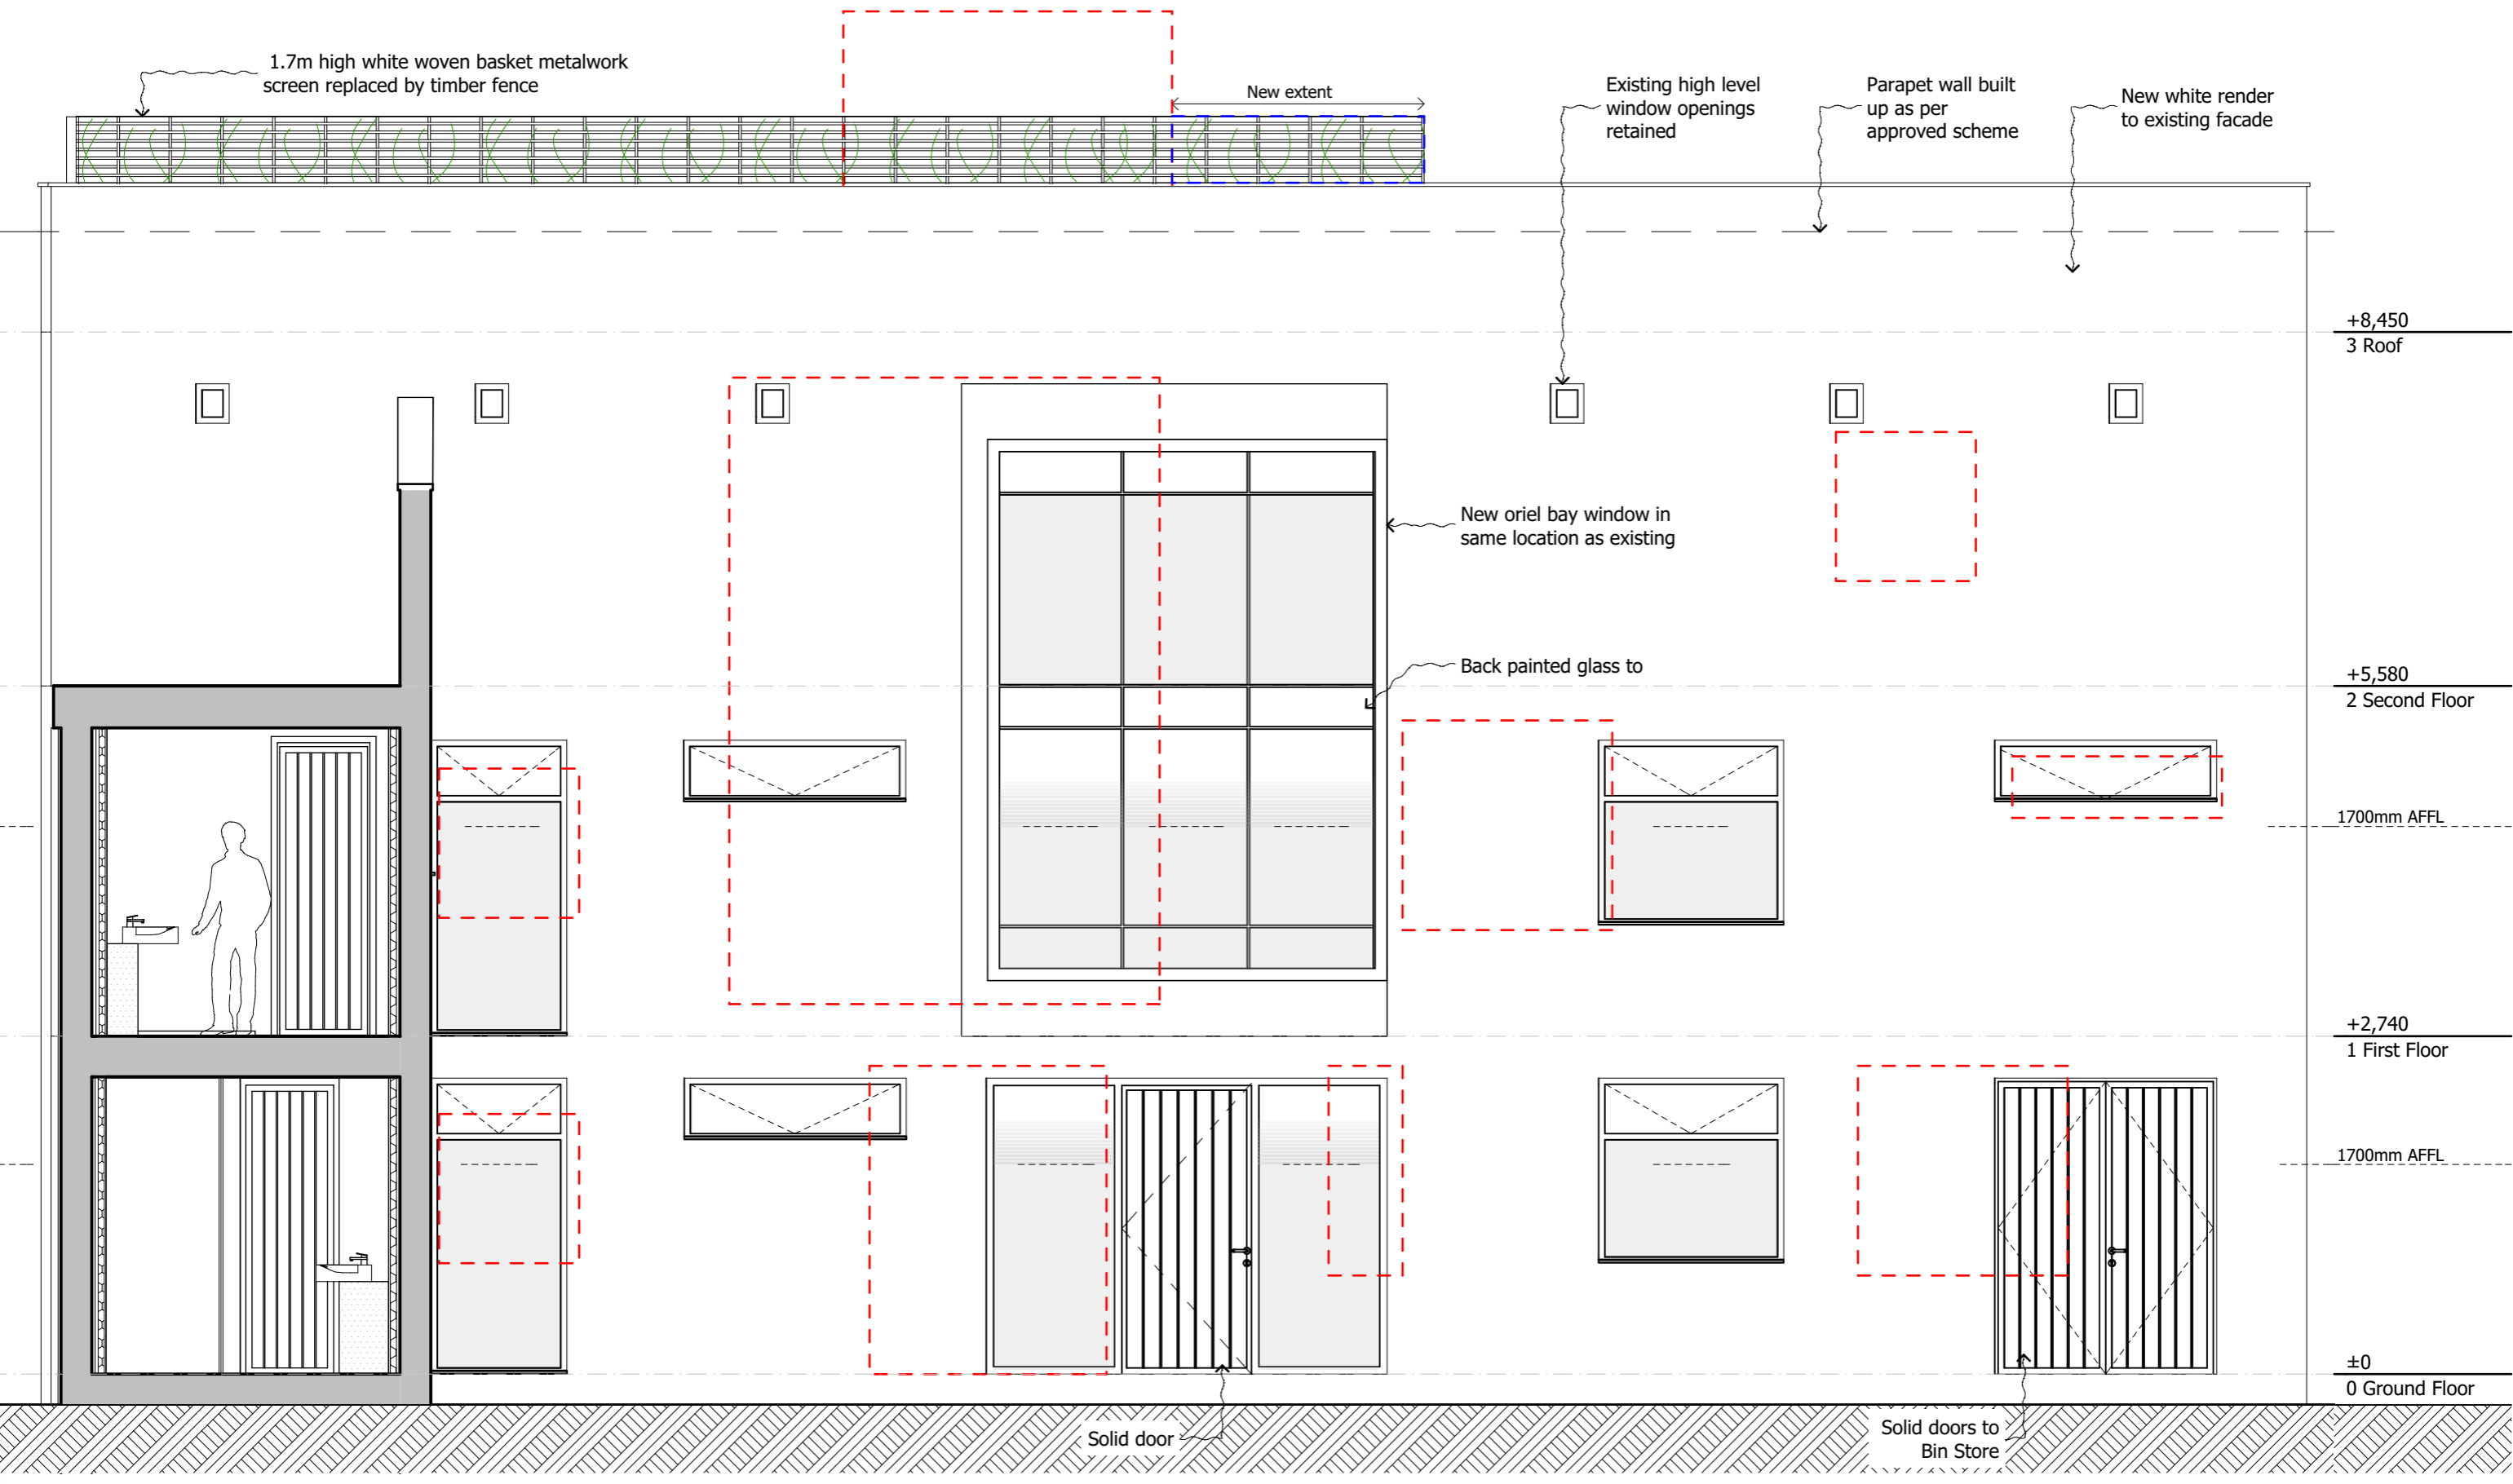 1.7m high white woven basket metalwork
screen replaced by timber fence
New extent
Existing high level
window openings
retained
Parapet wall built
up as per
approved scheme
New white render
to existing facade
+8,450
3 Roof
New oriel bay window in
same location as existing
Back painted glass to
+5,580
2 Second Floor
1700mm AFFL
+2,740
1 First Floor
1700mm AFFL
±0
0 Ground Floor
Solid door
Solid doors to
Bin Store